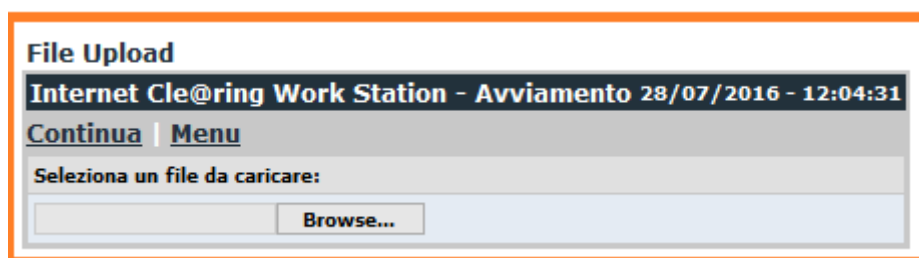 File Upload
Internet Cle@ring Work Station - Avviamento 28/07/2016 - 12:04:31
Continua | Menu
Seleziona un file da caricare:
Browse...